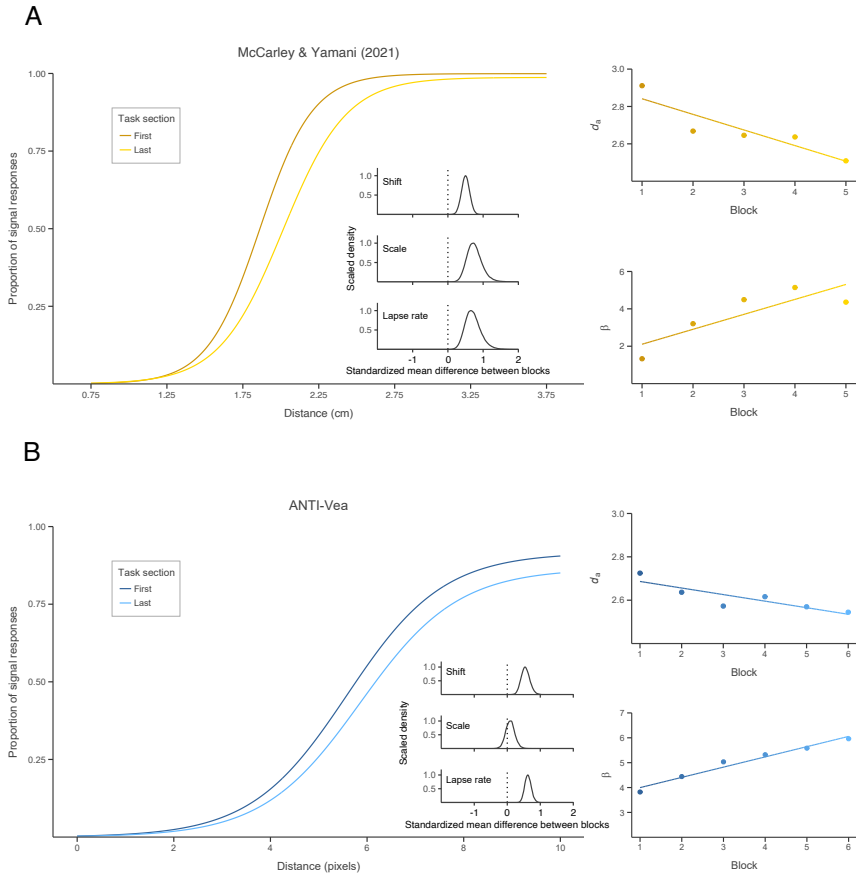 A
McCarley & Yamani (2021)
1.00
0.75
0.50
0.25
Proportion of signal responses
Task section
First
Last
0.75
1.25
1.75
2.25
2.75
3.25
3.75
Distance (cm)
Shift
1.0
0.5
Scale
1.0
0.5
Lapse rate
1.0
0.5
Scaled density
-1
0
1
2
Standardized mean difference between blocks
3.0
2.8
2.6
dₐ
1
2
3
4
5
Block
6
4
2
β
1
2
3
4
5
Block
B
ANTI-Vea
1.00
0.75
0.50
0.25
Proportion of signal responses
Task section
First
Last
0
2
4
6
8
10
Distance (pixels)
Shift
1.0
0.5
Scale
1.0
0.5
Lapse rate
1.0
0.5
Scaled density
-1
0
1
2
Standardized mean difference between blocks
3.0
2.8
2.6
dₐ
1
2
3
4
5
6
Block
7
6
5
4
3
β
1
2
3
4
5
6
Block